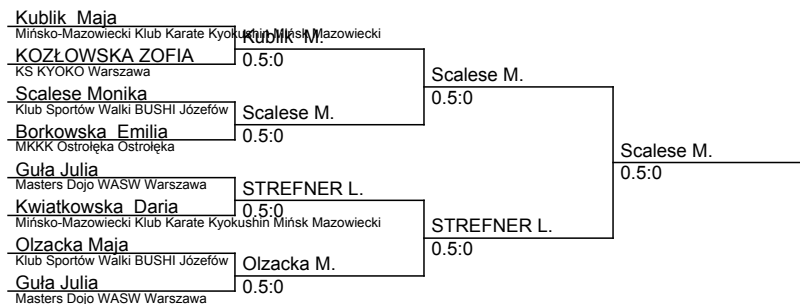 Kublik Maja
Mińsko-Mazowiecki Klub Karate Kyokushin Mińsk Mazowiecki
KOZŁOWSKA ZOFIA
KS KYOKO Warszawa
Scalese Monika
Klub Sportów Walki BUSHI Józefów
Borkowska Emilia
MKKK Ostrołęka Ostrołęka
Guła Julia
Masters Dojo WASW Warszawa
Kwiatkowska Daria
Mińsko-Mazowiecki Klub Karate Kyokushin Mińsk Mazowiecki
Olzacka Maja
Klub Sportów Walki BUSHI Józefów
Guła Julia
Masters Dojo WASW Warszawa
Kublik M.
0.5:0
Scalese M.
0.5:0
STREFNER L.
0.5:0
Olzacka M.
0.5:0
Scalese M.
0.5:0
STREFNER L.
0.5:0
Scalese M.
0.5:0